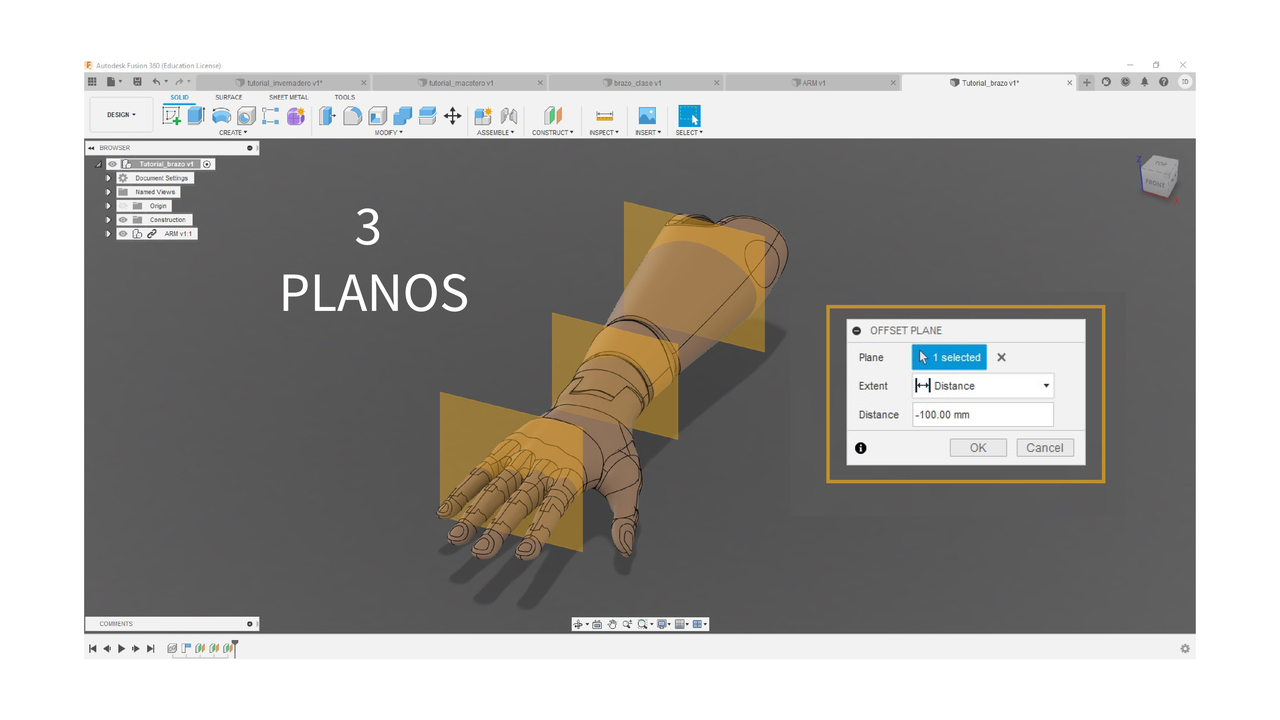 Autodesk Fusion 360 (Education License)
tutorial_invernadero v1*
tutorial_macetero v1
brazo_clase v1
ARM v1
Tutorial_brazo v1*
SOLID SURFACE SHEET METAL TOOLS
DESIGN
CREATE MODIFY ASSEMBLE CONSTRUCT INSPECT INSERT SELECT
BROWSER
Tutorial_brazo v1
Document Settings
Named Views
Origin
Construction
ARM v1:1
Z
TOP
FRONT
3
PLANOS
OFFSET PLANE
Plane 1 selected
Extent Distance
Distance -100.00 mm
OK Cancel
COMMENTS